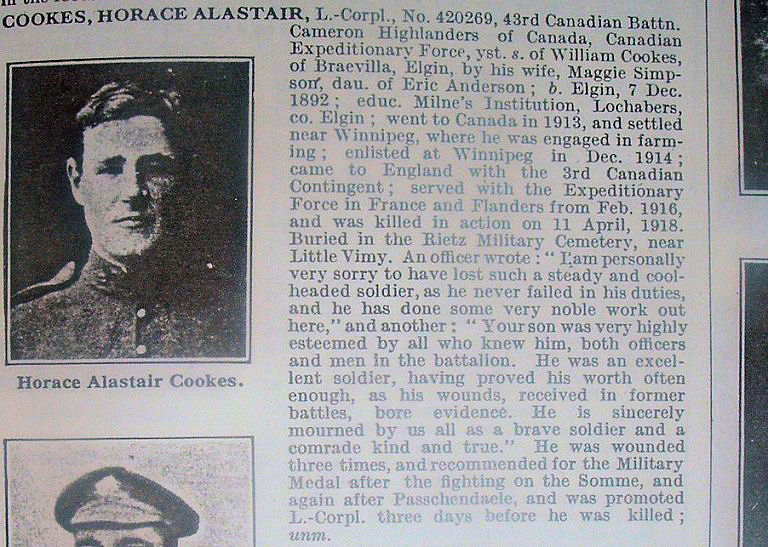 COOKES, HORACE ALASTAIR, L.-Corpl., No. 420269, 43rd Canadian Battn.
Cameron Highlanders of Canada, Canadian
Expeditionary Force, yst. s. of William Cookes,
of Braevilla, Elgin, by his wife, Maggie Simp-
son, dau. of Eric Anderson; b. Elgin, 7 Dec.
1892; educ. Milne's Institution, Lochabers,
co. Elgin; went to Canada in 1913, and settled
near Winnipeg, where he was engaged in farm-
ing; enlisted at Winnipeg in Dec. 1914;
came to England with the 3rd Canadian
Contingent; served with the Expeditionary
Force in France and Flanders from Feb. 1916,
and was killed in action on 11 April, 1918.
Buried in the Rietz Military Cemetery, near
Little Vimy. An officer wrote: "I am personally
very sorry to have lost such a steady and cool-
headed soldier, as he never failed in his duties,
and he has done some very noble work out
here," and another: "Your son was very highly
esteemed by all who knew him, both officers
and men in the battalion. He was an excel-
lent soldier, having proved his worth often
enough, as his wounds, received in former
battles, bore evidence. He is sincerely
mourned by us all as a brave soldier and a
comrade kind and true." He was wounded
three times, and recommended for the Military
Medal after the fighting on the Somme, and
again after Passchendaele, and was promoted
L.-Corpl. three days before he was killed;
unm.
Horace Alastair Cookes.